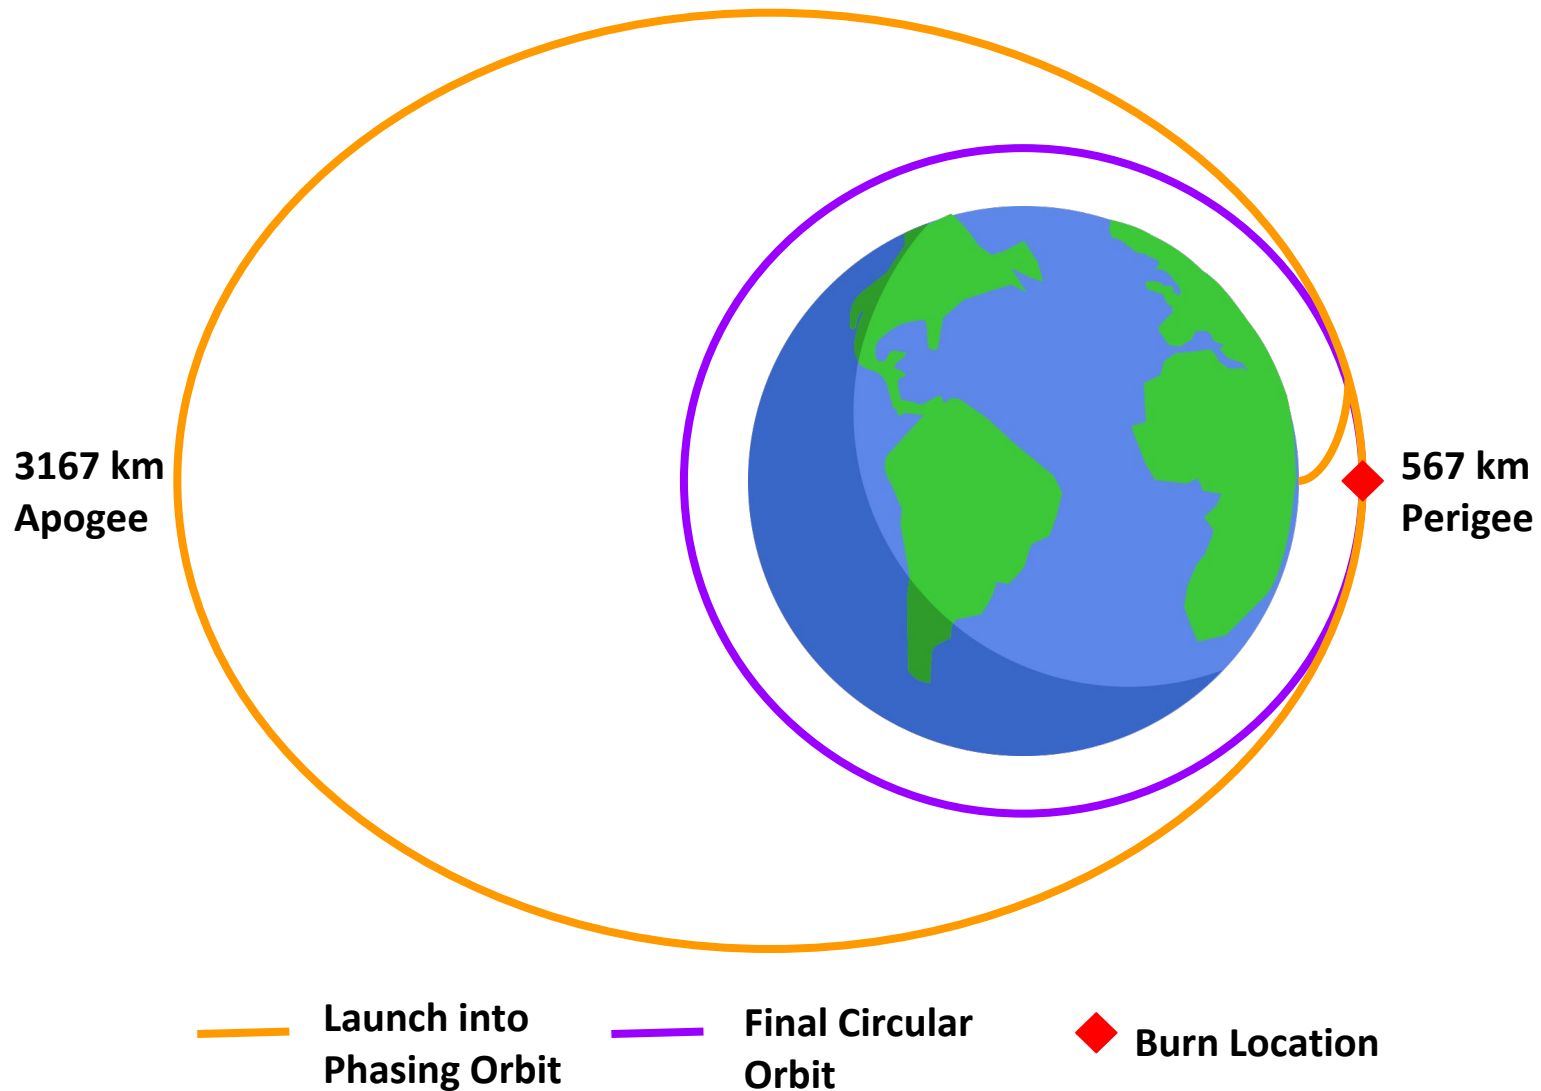 3167 km
Apogee
567 km
Perigee
Launch into
Phasing Orbit
Final Circular
Orbit
Burn Location